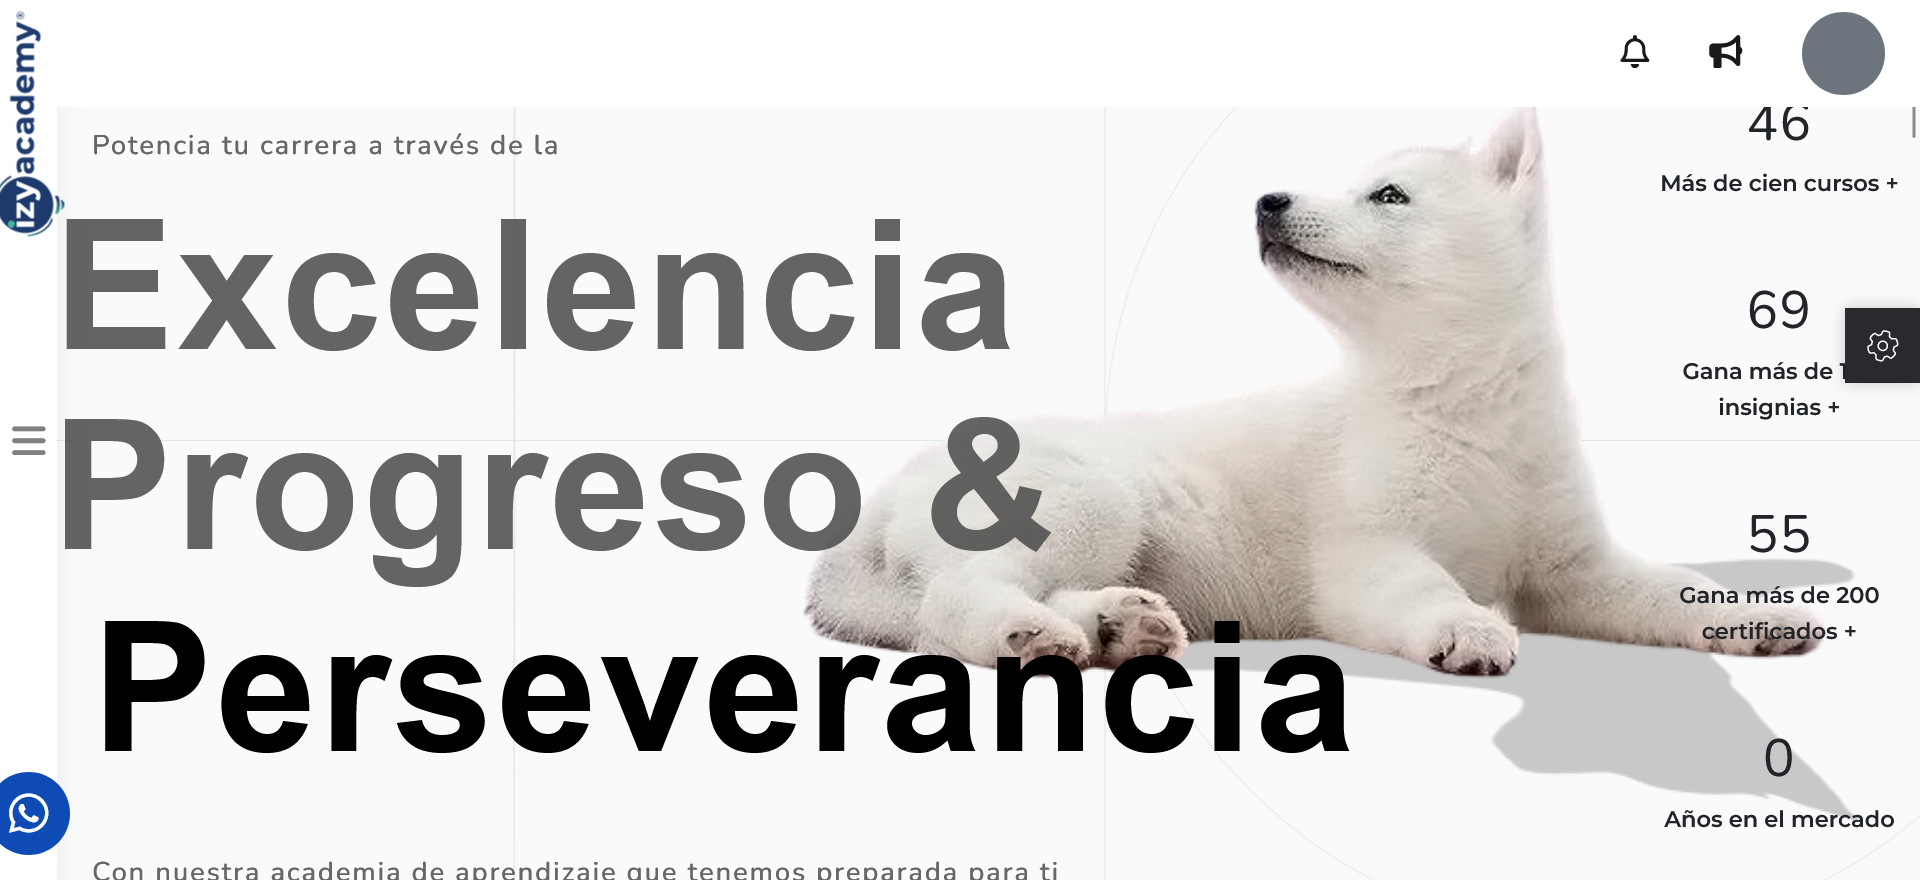 izyacademy®
Potencia tu carrera a través de la
Excelencia
Progreso &
Perseverancia
Con nuestra academia de aprendizaje que tenemos preparada para ti
46
Más de cien cursos +
69
Gana más de
insignias +
55
Gana más de 200
certificados +
0
Años en el mercado